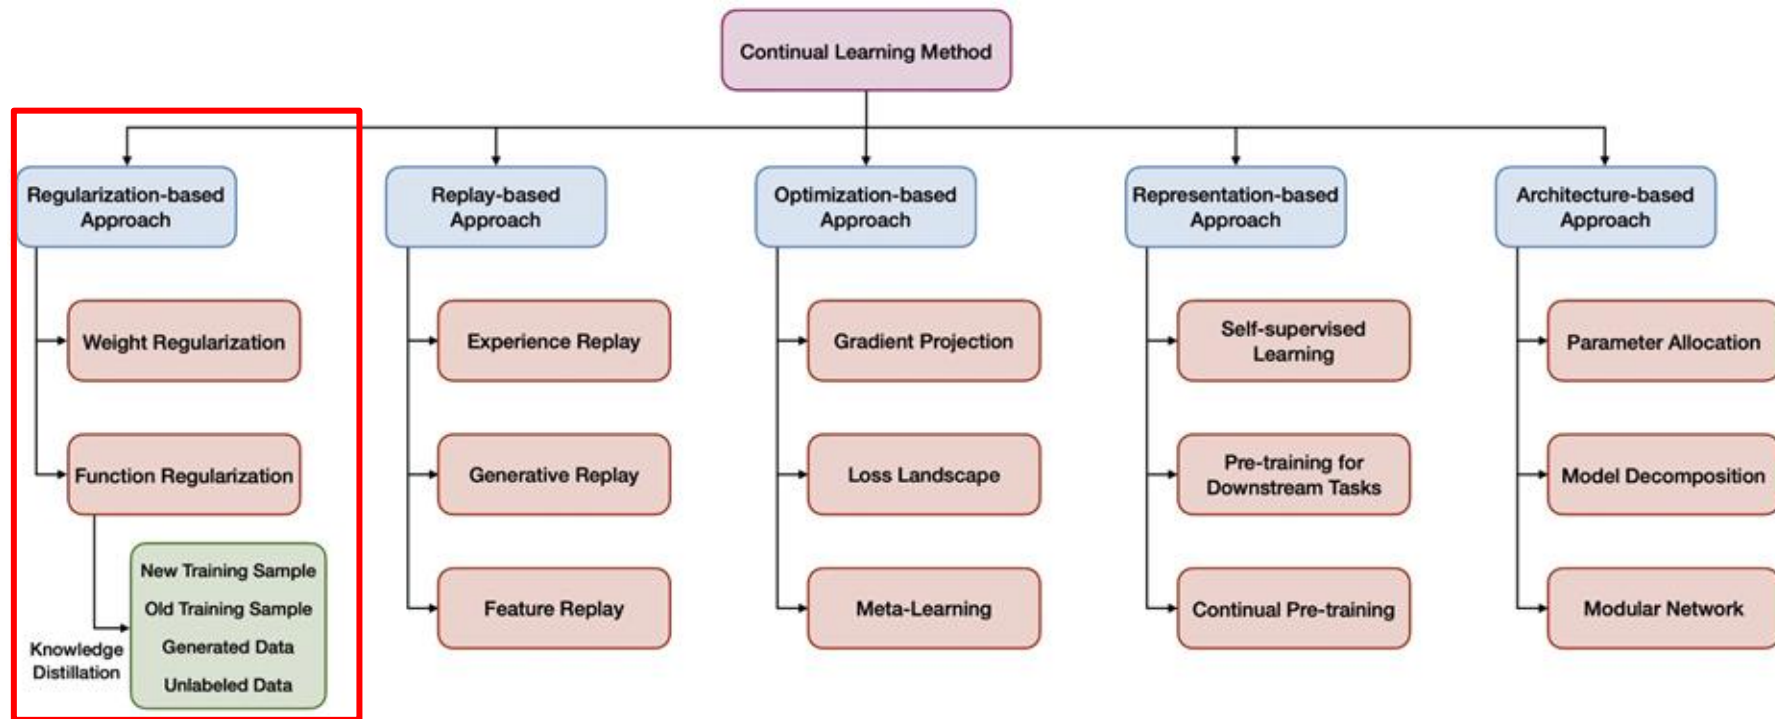 Continual Learning Method
Regularization-based
Approach
Replay-based
Approach
Optimization-based
Approach
Representation-based
Approach
Architecture-based
Approach
Weight Regularization
Function Regularization
New Training Sample
Old Training Sample
Generated Data
Unlabeled Data
Knowledge
Distillation
Experience Replay
Generative Replay
Feature Replay
Gradient Projection
Loss Landscape
Meta-Learning
Self-supervised
Learning
Pre-training for
Downstream Tasks
Continual Pre-training
Parameter Allocation
Model Decomposition
Modular Network